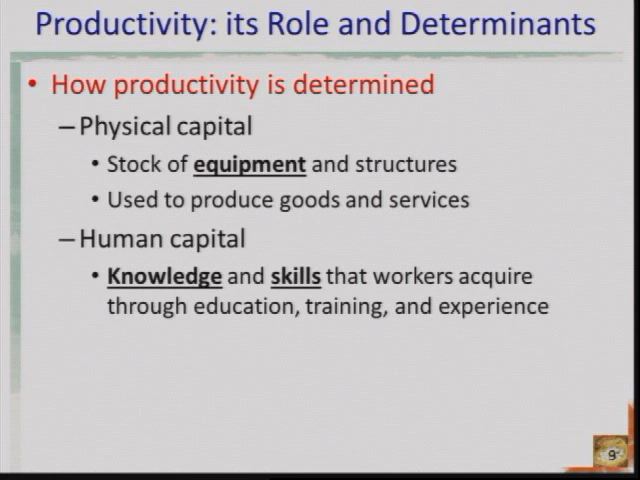 Productivity: its Role and Determinants
• How productivity is determined
– Physical capital
• Stock of equipment and structures
• Used to produce goods and services
– Human capital
• Knowledge and skills that workers acquire
through education, training, and experience
9